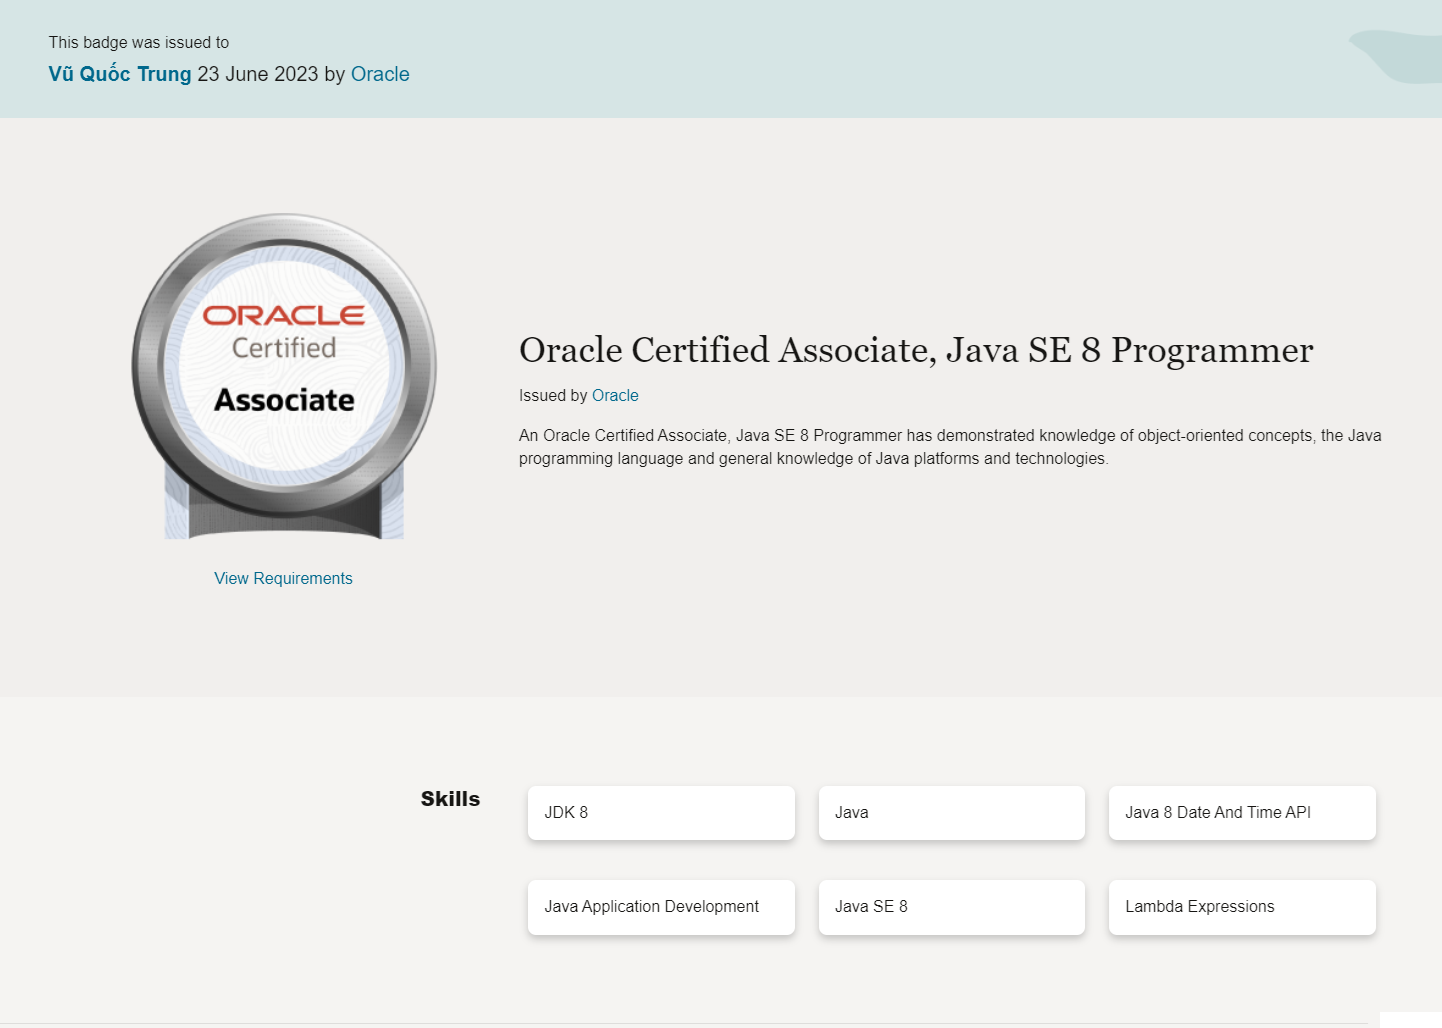 This badge was issued to
Vũ Quốc Trung 23 June 2023 by Oracle
ORACLE
Certified
Associate
View Requirements
Oracle Certified Associate, Java SE 8 Programmer
Issued by Oracle
An Oracle Certified Associate, Java SE 8 Programmer has demonstrated knowledge of object-oriented concepts, the Java
programming language and general knowledge of Java platforms and technologies.
Skills
JDK 8
Java
Java 8 Date And Time API
Java Application Development
Java SE 8
Lambda Expressions